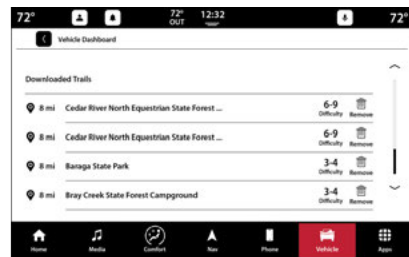 72° 72° 12:32 72°
OUT
Vehicle Dashboard
Downloaded Trails
8 mi Cedar River North Equestrian State Forest ... 6-9
Difficulty Remove
8 mi Cedar River North Equestrian State Forest ... 6-9
Difficulty Remove
8 mi Baraga State Park 3-4
Difficulty Remove
8 mi Bray Creek State Forest Campground 3-4
Difficulty Remove
Home Media Comfort Nav Phone Vehicle Apps